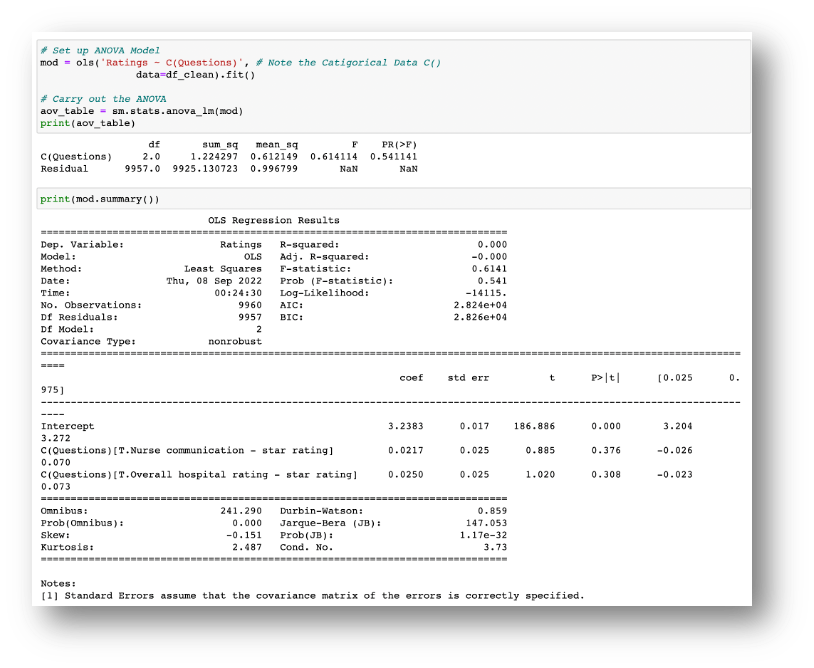 # Set up ANOVA Model
mod = ols('Ratings ~ C(Questions)', # Note the Catigorical Data C()
data=df_clean).fit()
# Carry out the ANOVA
aov_table = sm.stats.anova_lm(mod)
print(aov_table)
df sum_sq mean_sq F PR(>F)
C(Questions) 2.0 1.224297 0.612149 0.614114 0.541141
Residual 9957.0 9925.130723 0.996799 NaN NaN
print(mod.summary())
OLS Regression Results
==============================================================================
Dep. Variable: Ratings R-squared: 0.000
Model: OLS Adj. R-squared: -0.000
Method: Least Squares F-statistic: 0.6141
Date: Thu, 08 Sep 2022 Prob (F-statistic): 0.541
Time: 00:24:30 Log-Likelihood: -14115.
No. Observations: 9960 AIC: 2.824e+04
Df Residuals: 9957 BIC: 2.826e+04
Df Model: 2
Covariance Type: nonrobust
=====================================================================================================================
====
coef std err t P>|t| [0.025 0.
975]
---------------------------------------------------------------------------------------------------------------------
----
Intercept 3.2383 0.017 186.886 0.000 3.204
3.272
C(Questions)[T.Nurse communication - star rating] 0.0217 0.025 0.885 0.376 -0.026
0.070
C(Questions)[T.Overall hospital rating - star rating] 0.0250 0.025 1.020 0.308 -0.023
0.073
==============================================================================
Omnibus: 241.290 Durbin-Watson: 0.859
Prob(Omnibus): 0.000 Jarque-Bera (JB): 147.053
Skew: -0.151 Prob(JB): 1.17e-32
Kurtosis: 2.487 Cond. No. 3.73
==============================================================================
Notes:
[1] Standard Errors assume that the covariance matrix of the errors is correctly specified.